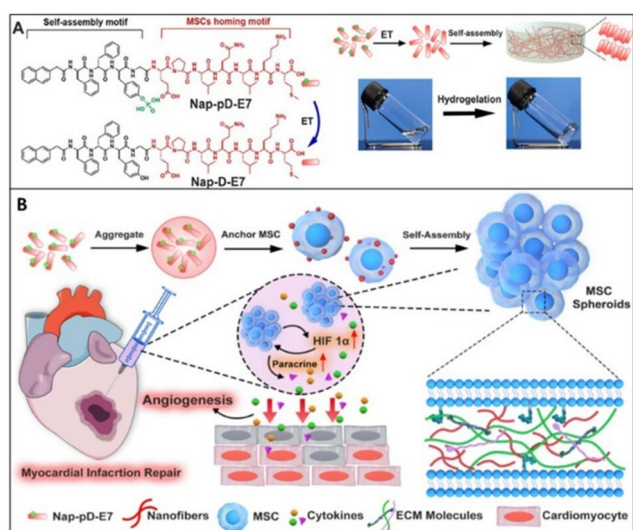 A
Self-assembly motif
MSCs homing motif
Nap-pD-E7
ET
Nap-D-E7
ET
Self-assembly
Hydrogelation
B
Aggregate
Anchor MSC
Self-Assembly
MSC
Spheroids
HIF 1α
Paracrine
Angiogenesis
Myocardial Infarction Repair
Nap-pD-E7
Nanofibers
MSC
Cytokines
ECM Molecules
Cardiomyocyte